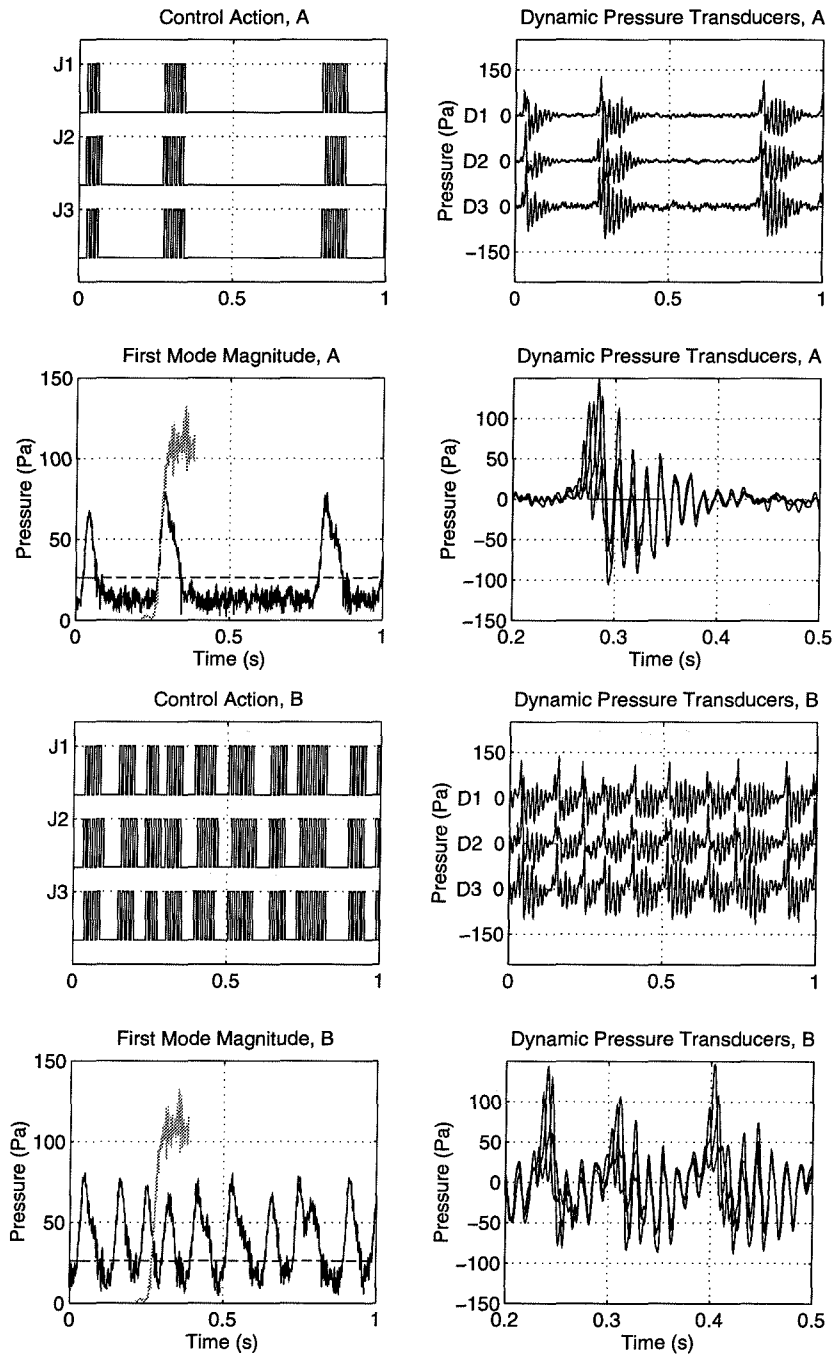 Control Action, A
J1
J2
J3
0
0.5
1
Dynamic Pressure Transducers, A
Pressure (Pa)
150
D1 0
D2 0
D3 0
−150
0
0.5
1
First Mode Magnitude, A
Pressure (Pa)
150
100
50
0
0
0.5
1
Time (s)
Dynamic Pressure Transducers, A
Pressure (Pa)
100
50
0
−50
−100
−150
0.2
0.3
0.4
0.5
Time (s)
Control Action, B
J1
J2
J3
0
0.5
1
Dynamic Pressure Transducers, B
Pressure (Pa)
150
D1 0
D2 0
D3 0
−150
0
0.5
1
First Mode Magnitude, B
Pressure (Pa)
150
100
50
0
0
0.5
1
Time (s)
Dynamic Pressure Transducers, B
Pressure (Pa)
100
50
0
−50
−100
−150
0.2
0.3
0.4
0.5
Time (s)